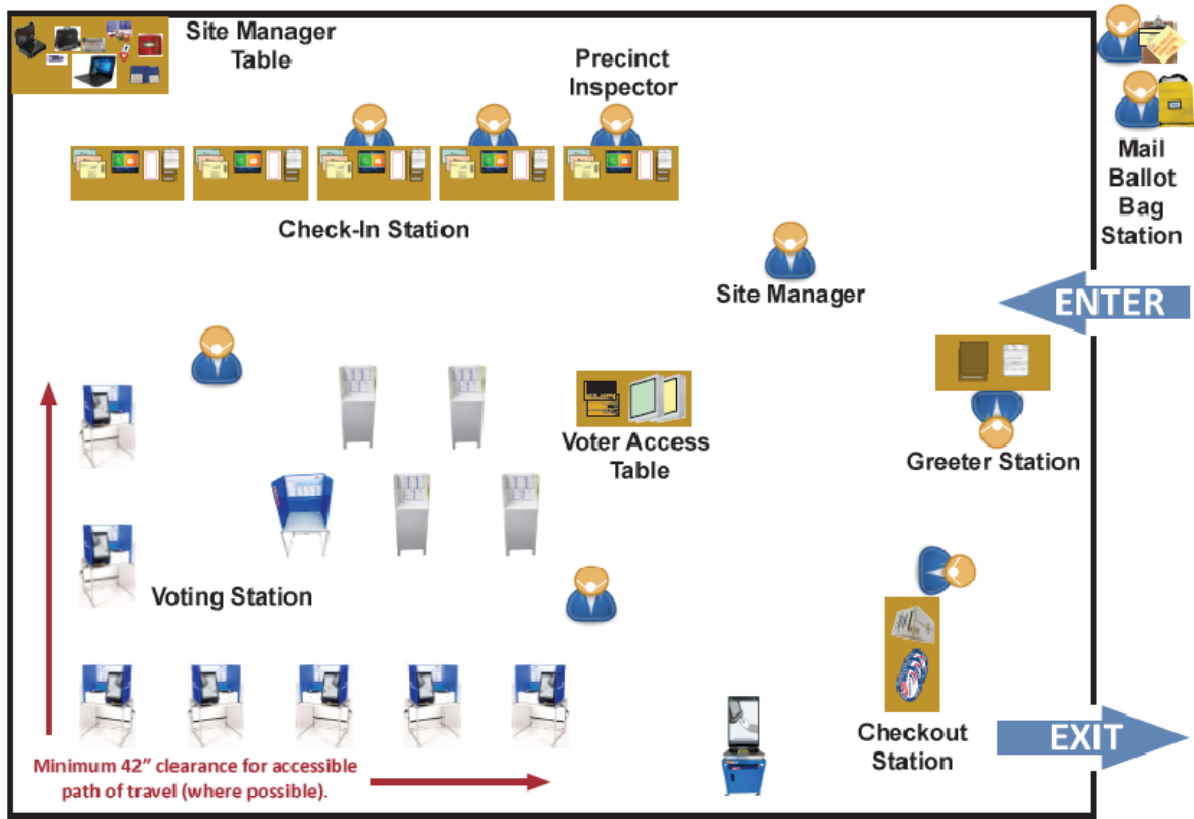 Site Manager
Table
Precinct
Inspector
Mail
Ballot
Bag
Station
Check-In Station
Site Manager
ENTER
Voter Access
Table
Greeter Station
Voting Station
Checkout
Station
EXIT
Minimum 42” clearance for accessible
path of travel (where possible).